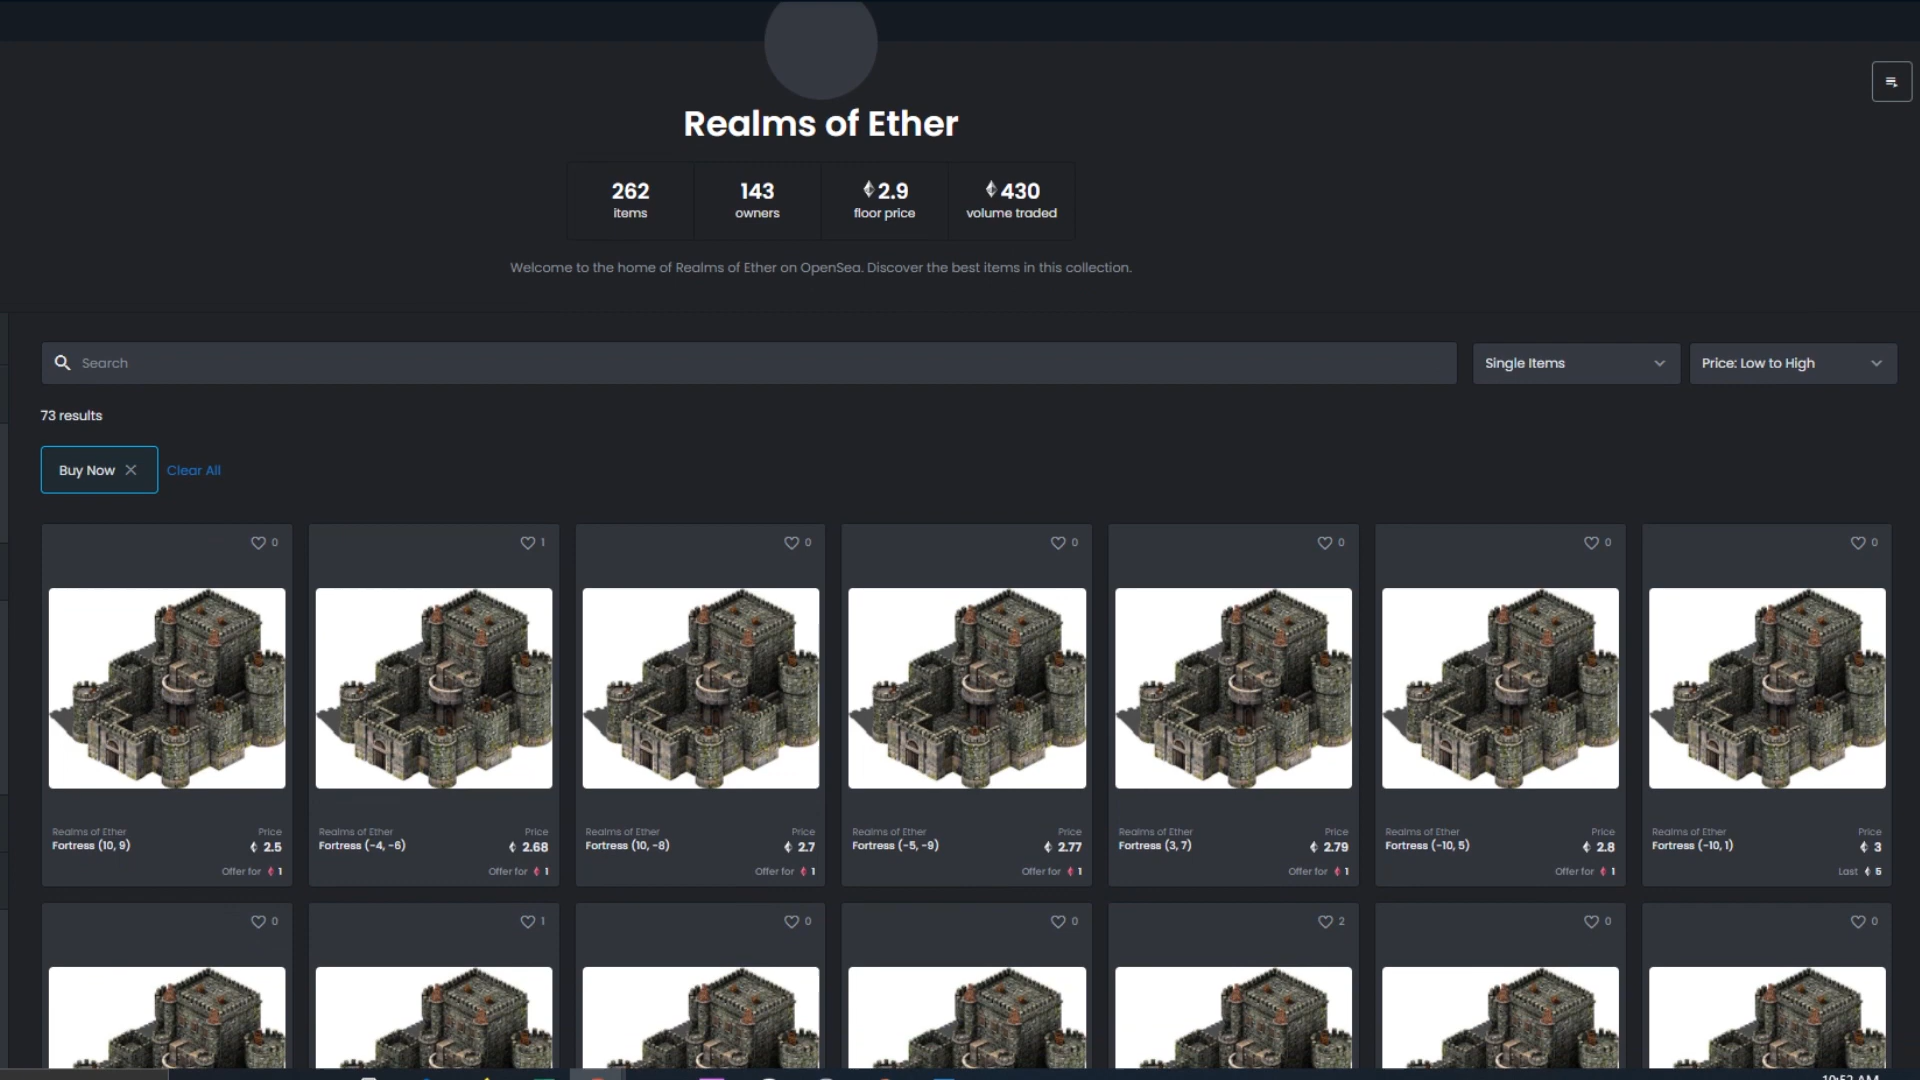 Realms of Ether
262 143 2.9 430
items owners floor price volume traded
Welcome to the home of Realms of Ether on OpenSea. Discover the best items in this collection.
Search Single Items Price: Low to High
73 results
Buy Now Clear All
0 1 0 0 0 0 0
Realms of Ether Price Realms of Ether Price Realms of Ether Price Realms of Ether Price Realms of Ether Price Realms of Ether Price Realms of Ether Price
Fortress (10, 9) 2.5 Fortress (-4, -6) 2.68 Fortress (10, -8) 2.7 Fortress (-5, -9) 2.77 Fortress (3, 7) 2.79 Fortress (-10, 5) 2.8 Fortress (-10, 1) 3
Offer for 1 Offer for 1 Offer for 1 Offer for 1 Offer for 1 Offer for 1 Last 5
0 1 0 0 2 0 0